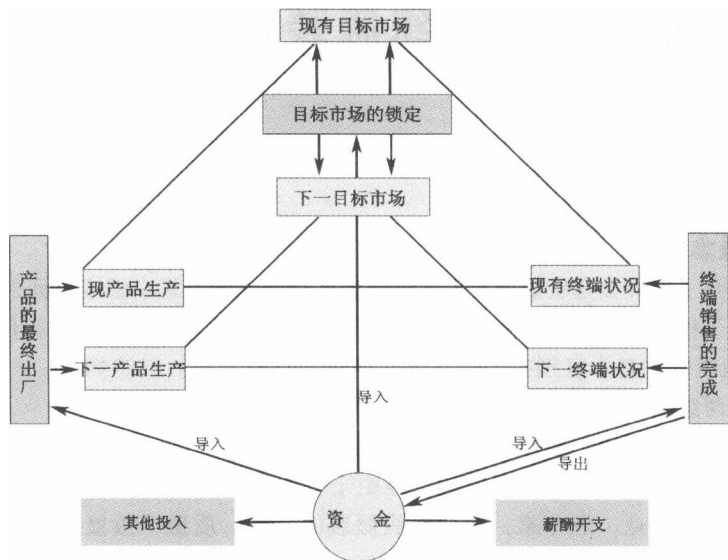 现有目标市场
目标市场的锁定
下一目标市场
产品的最终出厂
现产品生产
现有终端状况
终端销售的完成
下一产品生产
下一终端状况
导入
导入
导入
导出
资 金
其他投入
薪酬开支